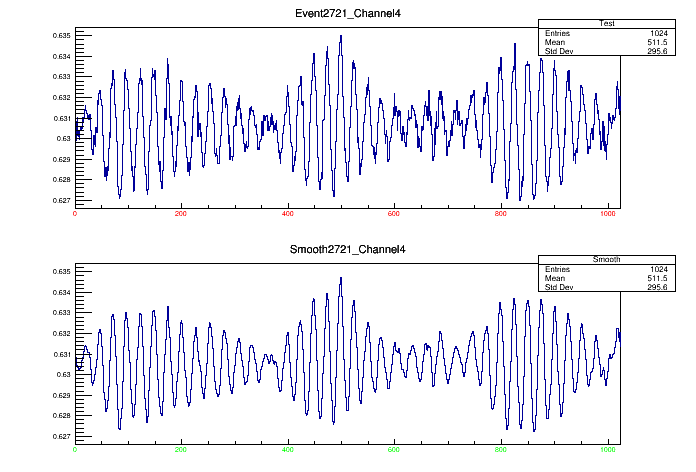 Event2721_Channel4
Test
Entries 1024
Mean 511.5
Std Dev 295.6
0.635
0.634
0.633
0.632
0.631
0.63
0.629
0.628
0.627
0 200 400 600 800 1000
Smooth2721_Channel4
Smooth
Entries 1024
Mean 511.5
Std Dev 295.6
0.635
0.634
0.633
0.632
0.631
0.63
0.629
0.628
0.627
0 200 400 600 800 1000